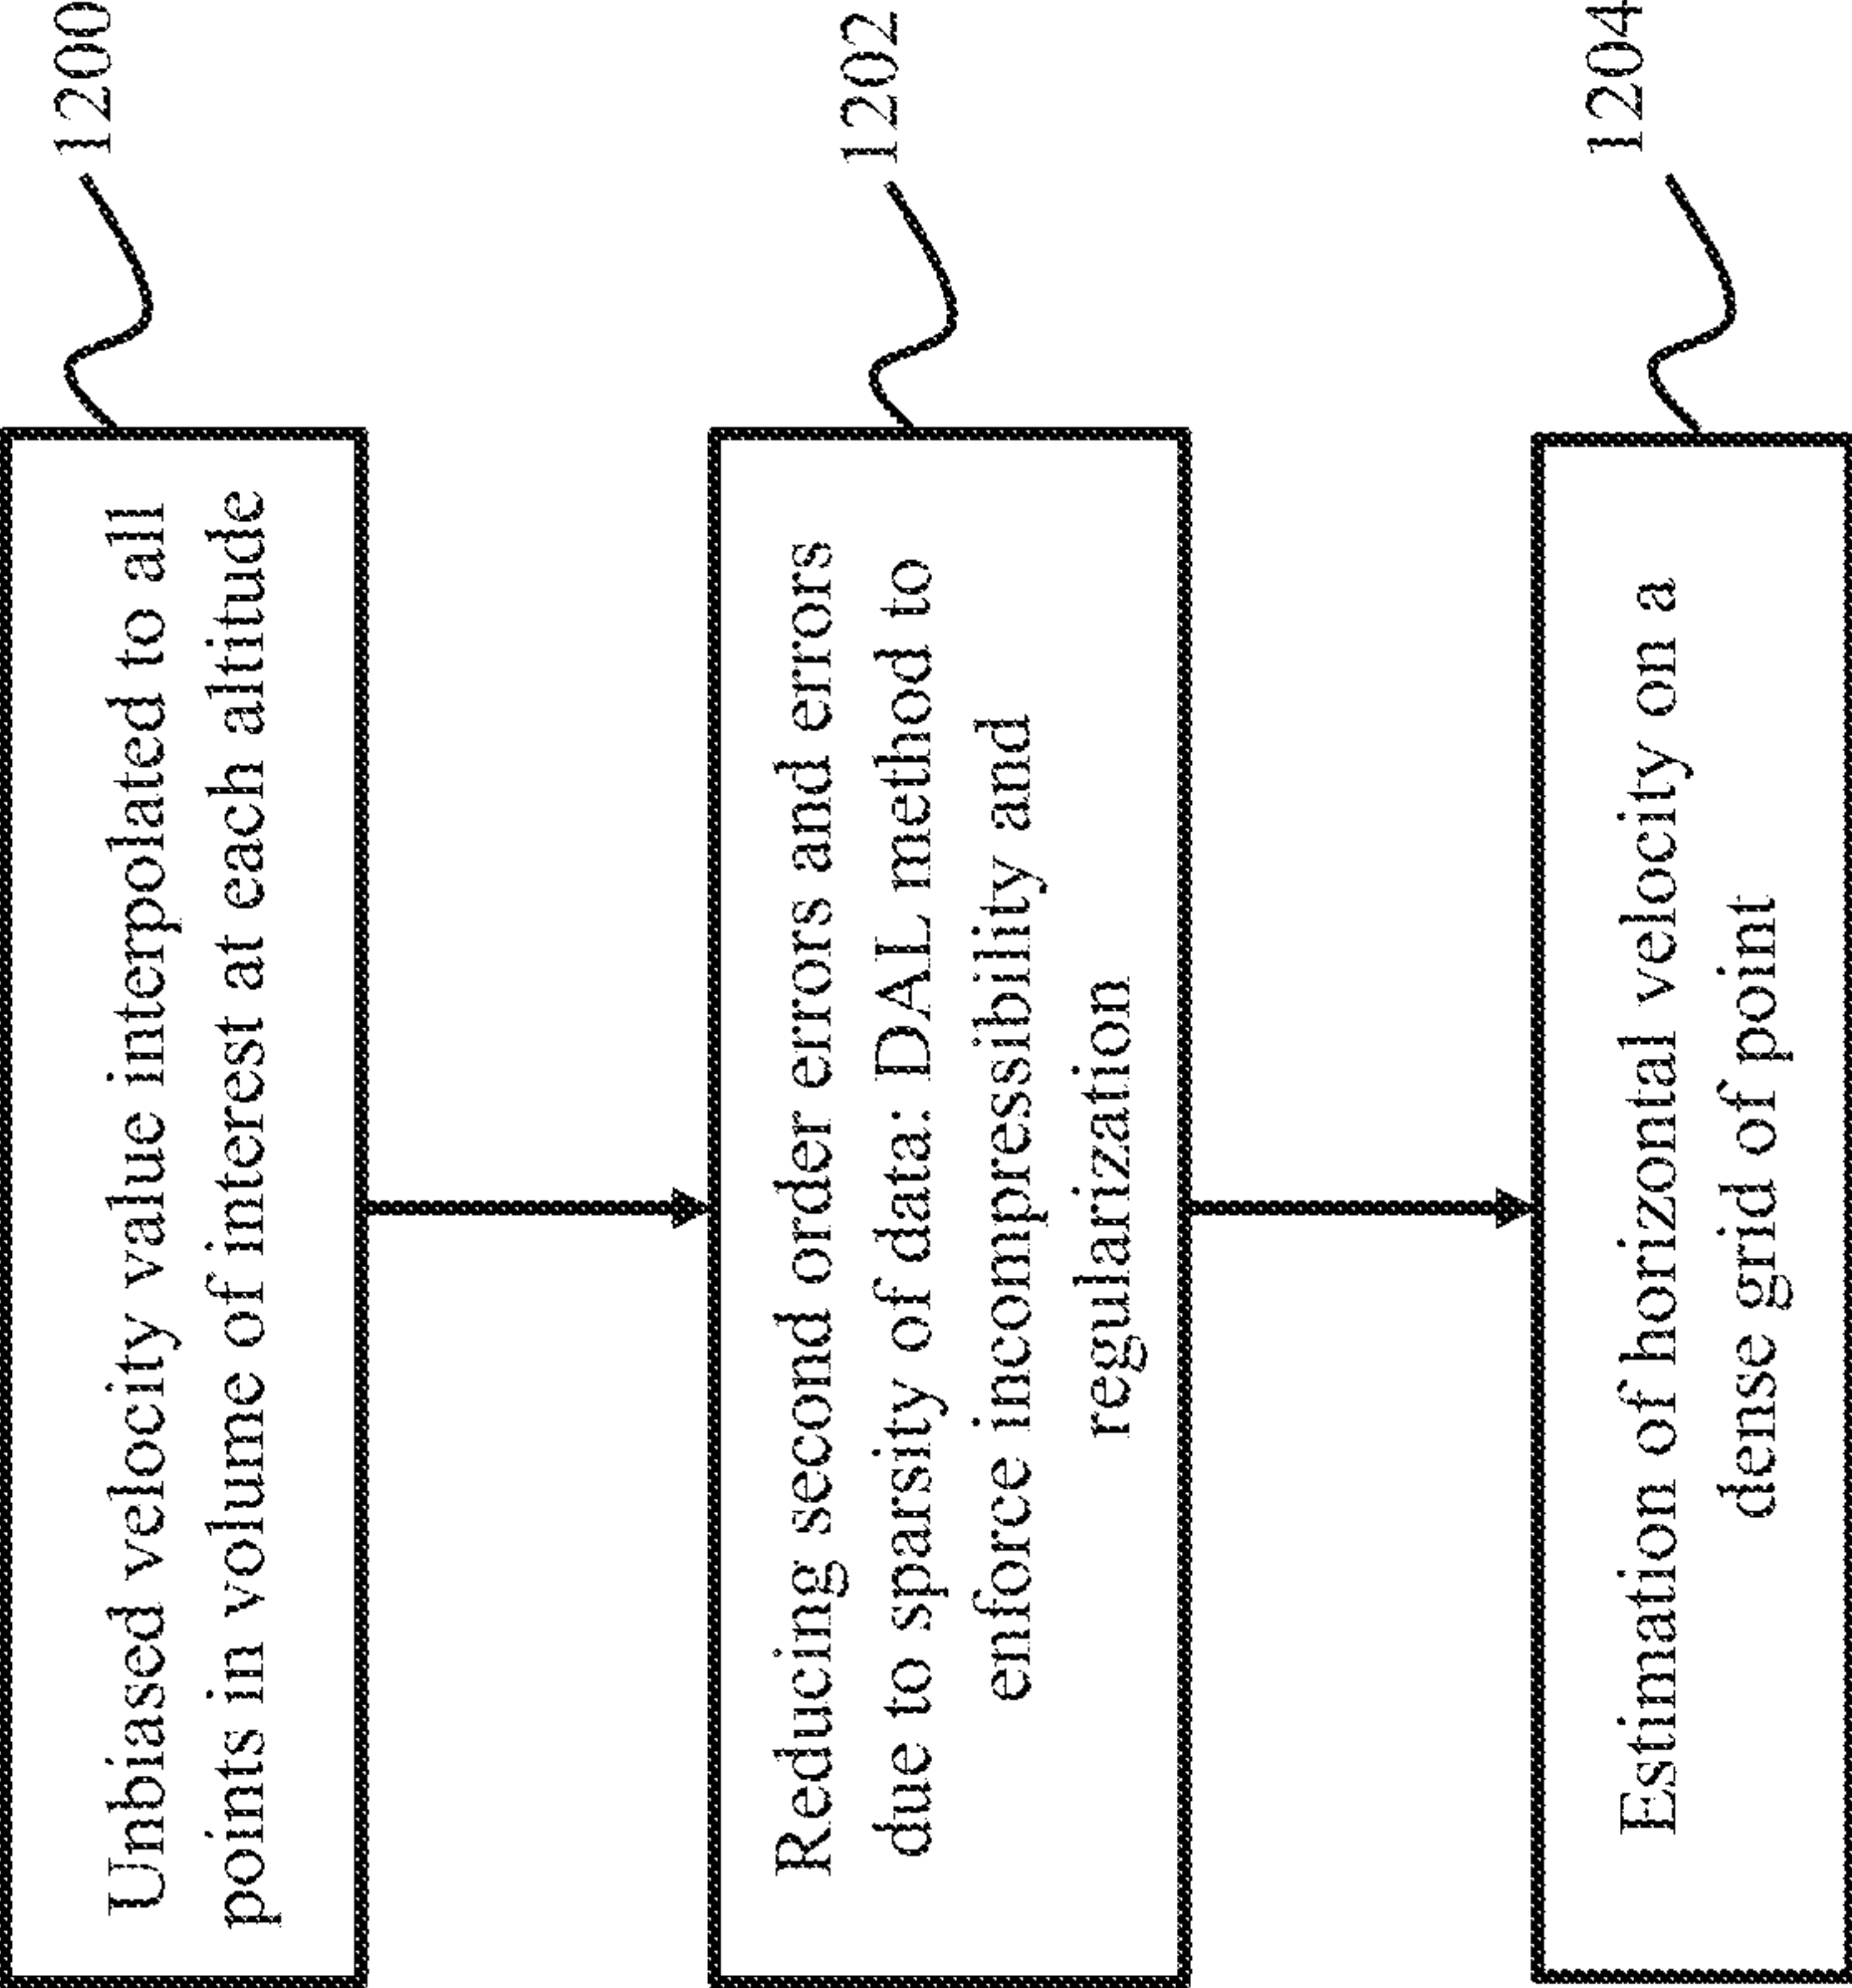 Unbiased velocity value interpolated to all
points in volume of interest at each altitude
1200
Reducing second order errors and errors
due to sparsity of data: DAL method to
enforce incompressibility and
regularization
1202
Estimation of horizontal velocity on a
dense grid of point
1204